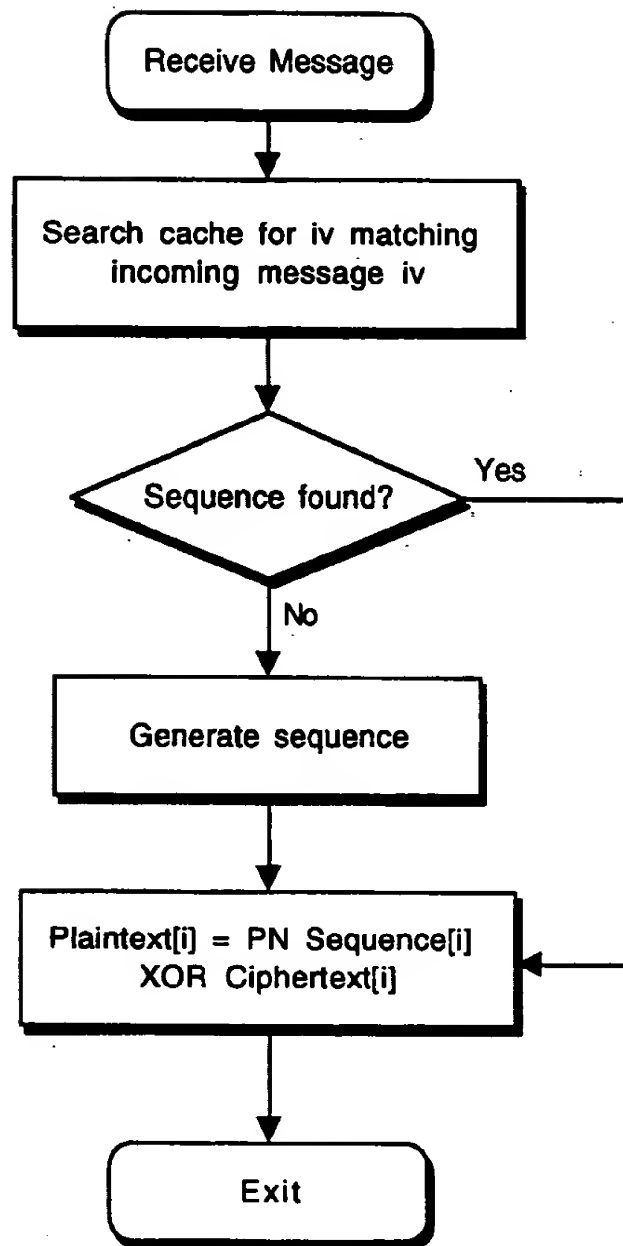 Receive Message
Search cache for iv matching
incoming message iv
Sequence found?
Yes
No
Generate sequence
Plaintext[i] = PN Sequence[i]
XOR Ciphertext[i]
Exit